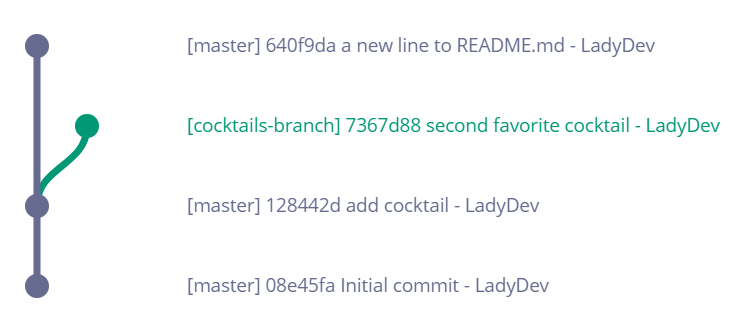 [master] 640f9da a new line to README.md - LadyDev
[cocktails-branch] 7367d88 second favorite cocktail - LadyDev
[master] 128442d add cocktail - LadyDev
[master] 08e45fa Initial commit - LadyDev